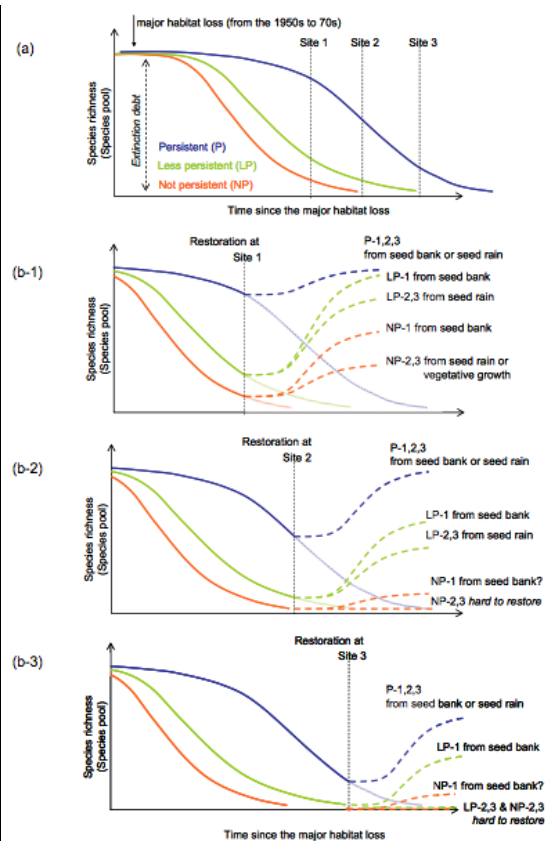 major habitat loss (from the 1950s to 70s)
(a)
Site 1
Site 2
Site 3
Species richness
(Species pool)
Extinction debt
Persistent (P)
Less persistent (LP)
Not persistent (NP)
Time since the major habitat loss
(b-1)
Restoration at
Site 1
P-1,2,3
from seed bank or seed rain
LP-1 from seed bank
LP-2,3 from seed rain
NP-1 from seed bank
NP-2,3 from seed rain or
vegetative growth
Species richness
(Species pool)
(b-2)
Restoration at
Site 2
P-1,2,3
from seed bank or seed rain
LP-1 from seed bank
LP-2,3 from seed rain
NP-1 from seed bank?
NP-2,3 hard to restore
Species richness
(Species pool)
(b-3)
Restoration at
Site 3
P-1,2,3
from seed bank or seed rain
LP-1 from seed bank
NP-1 from seed bank?
LP-2,3 & NP-2,3
hard to restore
Species richness
(Species pool)
Time since the major habitat loss